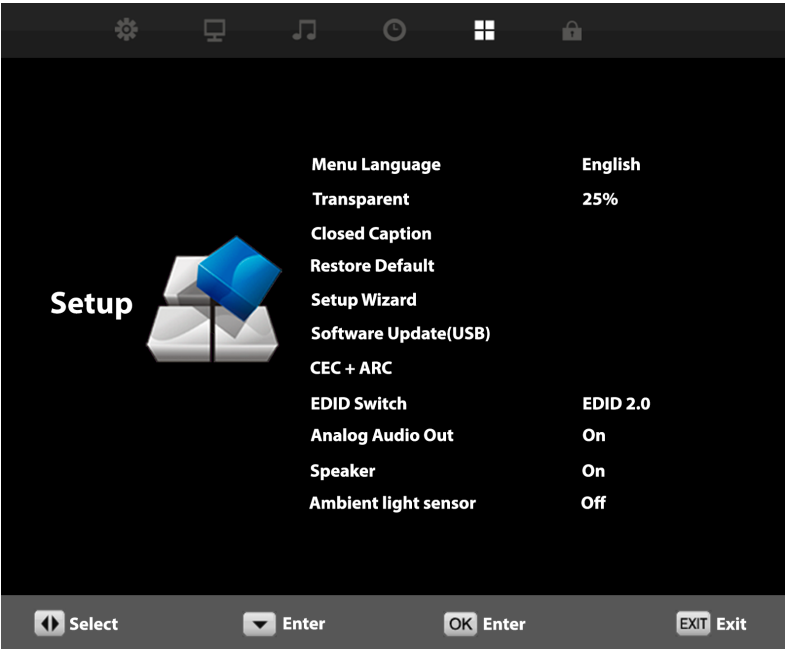 Menu Language English
Transparent 25%
Closed Caption
Restore Default
Setup
Setup Wizard
Software Update(USB)
CEC + ARC
EDID Switch EDID 2.0
Analog Audio Out On
Speaker On
Ambient light sensor Off
Select Enter OK Enter EXIT Exit